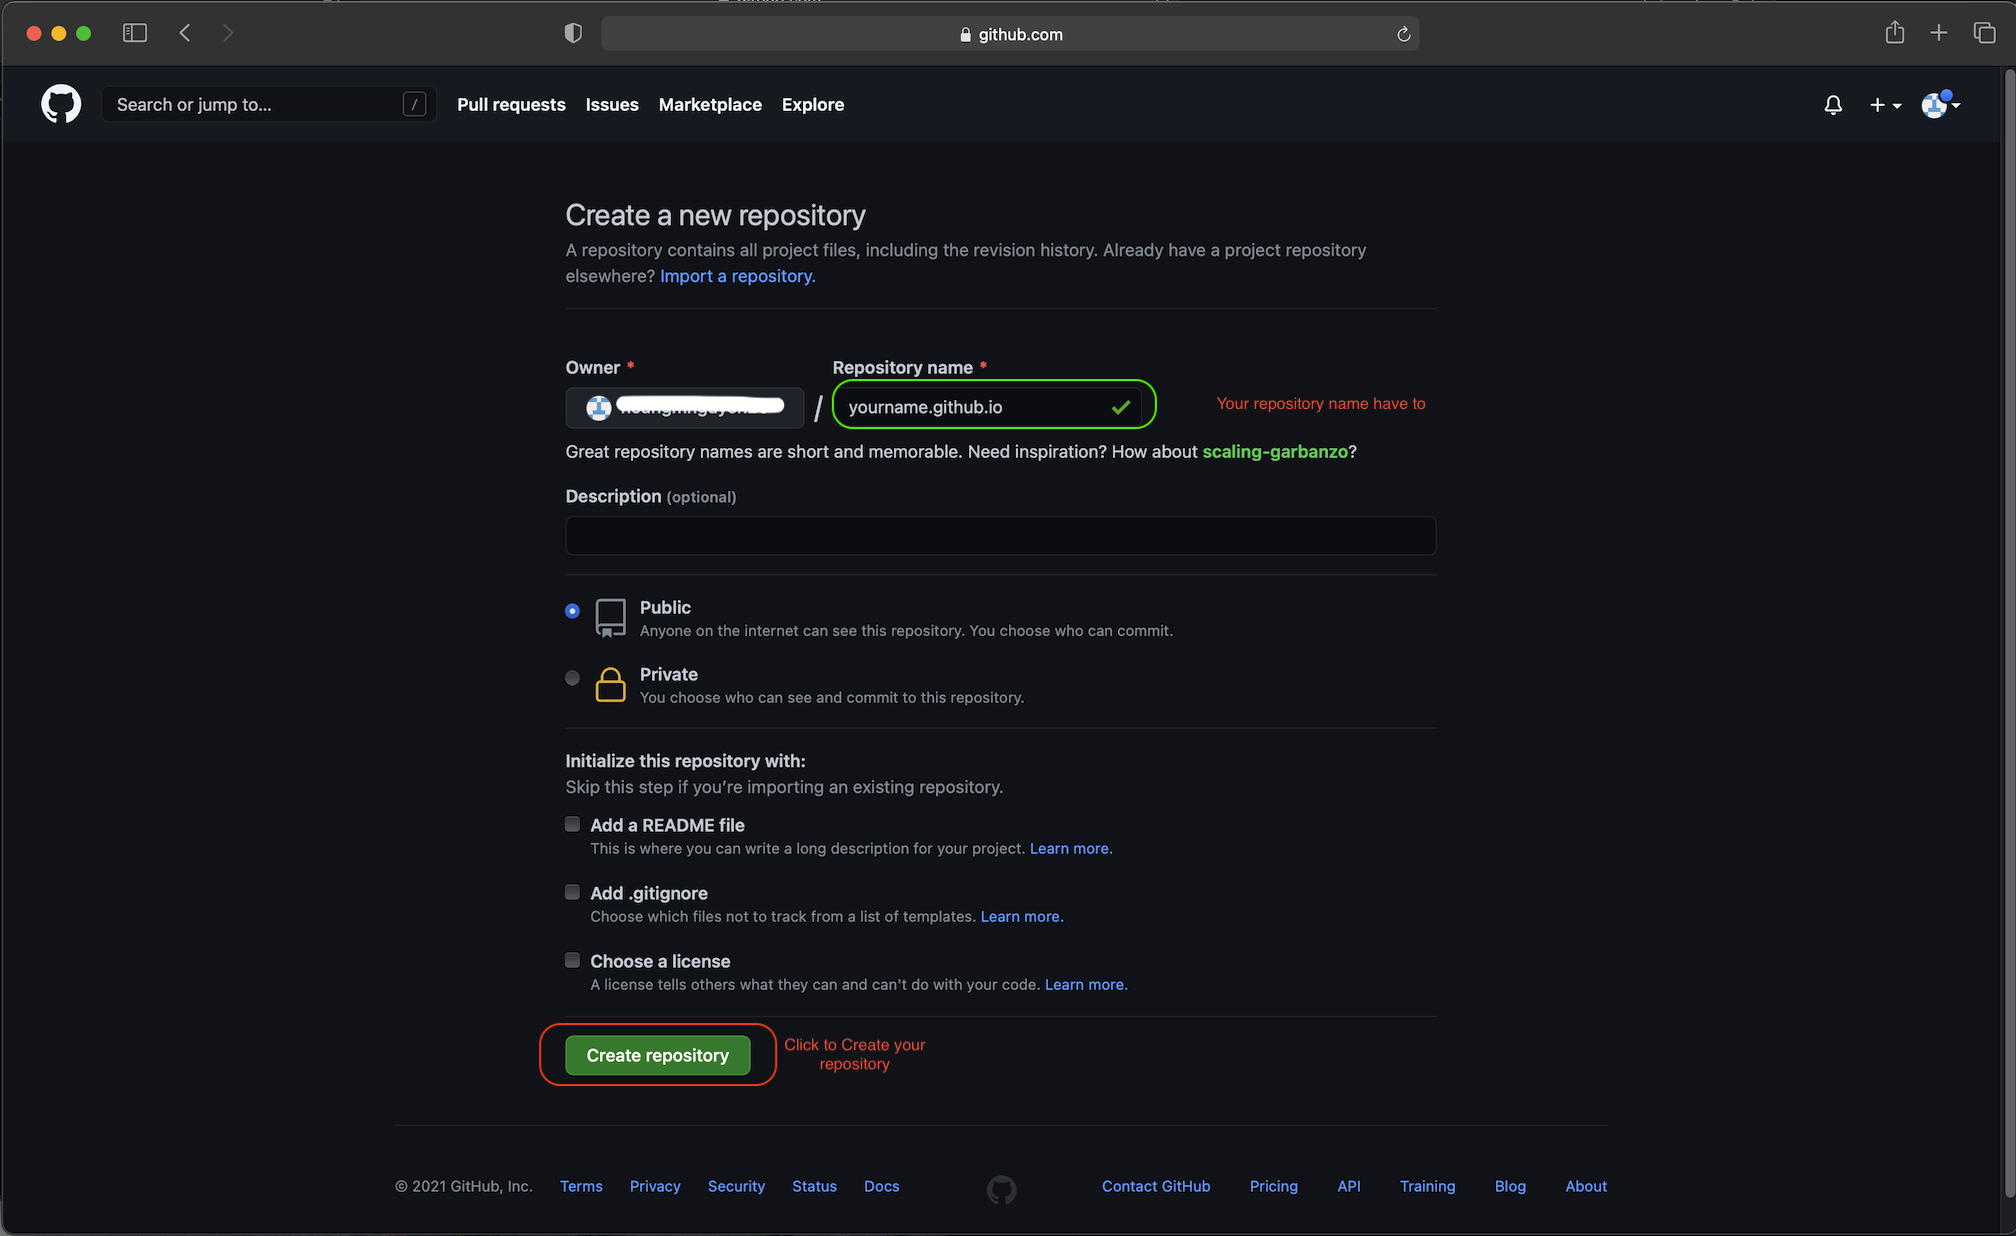 github.com
Search or jump to...
/
Pull requests
Issues
Marketplace
Explore
Create a new repository
A repository contains all project files, including the revision history. Already have a project repository
elsewhere? Import a repository.
Owner *
Repository name *
/
yourname.github.io
Your repository name have to
Great repository names are short and memorable. Need inspiration? How about scaling-garbanzo?
Description (optional)
Public
Anyone on the internet can see this repository. You choose who can commit.
Private
You choose who can see and commit to this repository.
Initialize this repository with:
Skip this step if you’re importing an existing repository.
Add a README file
This is where you can write a long description for your project. Learn more.
Add .gitignore
Choose which files not to track from a list of templates. Learn more.
Choose a license
A license tells others what they can and can't do with your code. Learn more.
Create repository
Click to Create your
repository
© 2021 GitHub, Inc.
Terms
Privacy
Security
Status
Docs
Contact GitHub
Pricing
API
Training
Blog
About